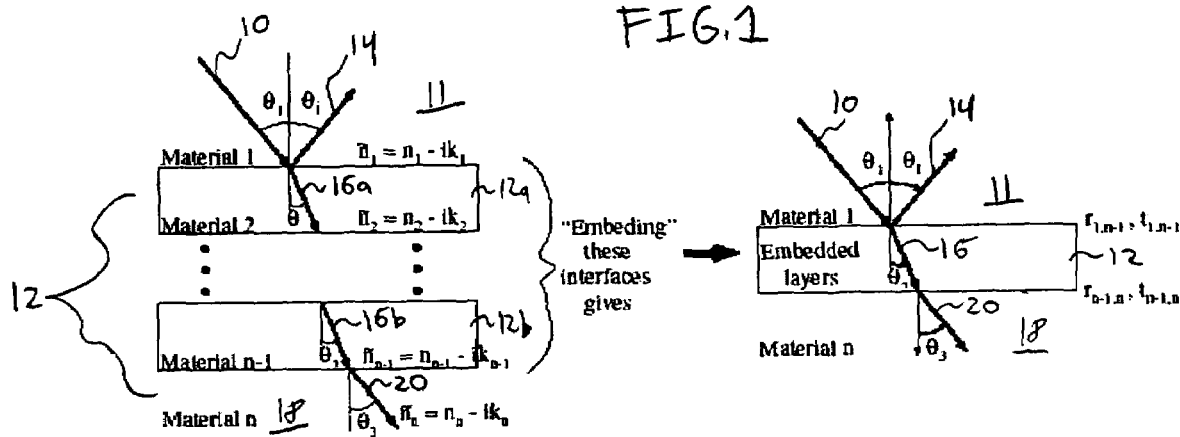 FIG.1
10
14
11
θ₁ θᵢ
Material 1
ñ₁ = n₁ - ik₁
16a
12a
θ
Material 2
ñ₂ = n₂ - ik₂
12
16b
12b
Material n-1
ñₙ₋₁ = nₙ₋₁ - ikₙ₋₁
20
Material n
18
θ₃
ñₙ = nₙ - ikₙ
"Embeding"
these
interfaces
gives
10
14
11
θ₁ θ₁
Material 1
r₁,ₙ₋₁, t₁,ₙ₋₁
16
12
Embedded
layers
rₙ₋₁,ₙ, tₙ₋₁,ₙ
20
Material n
θ₃
18